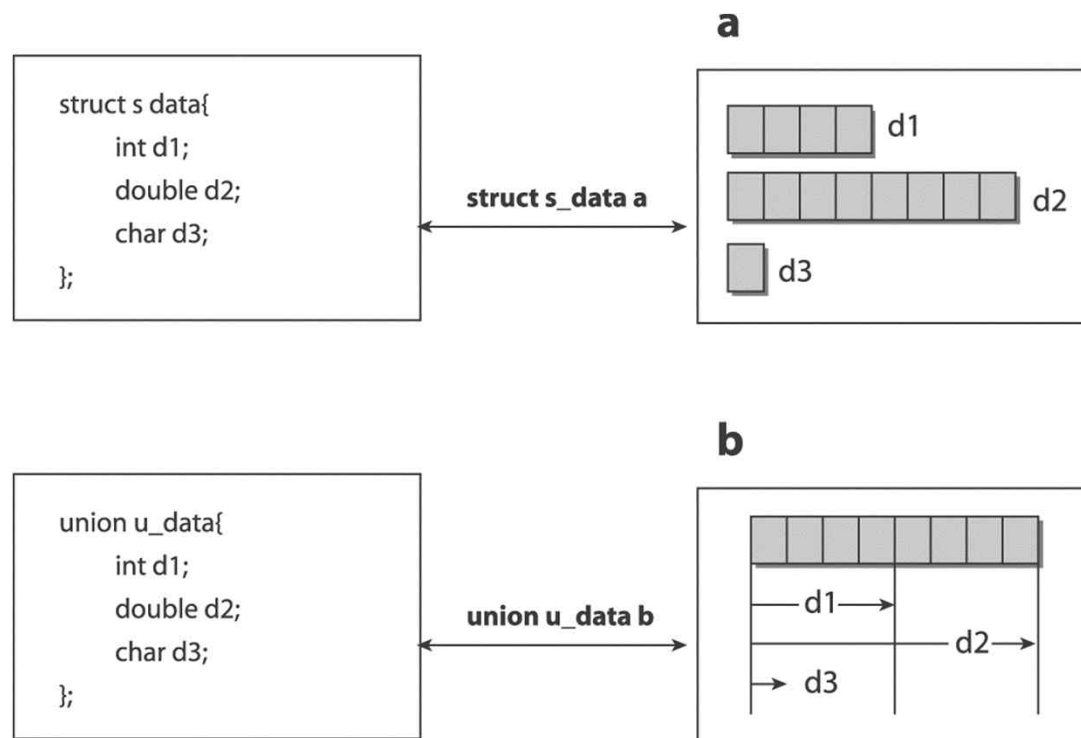 a
struct s data{
int d1;
double d2;
char d3;
};
struct s_data a
d1
d2
d3
b
union u_data{
int d1;
double d2;
char d3;
};
union u_data b
d1
d2
d3